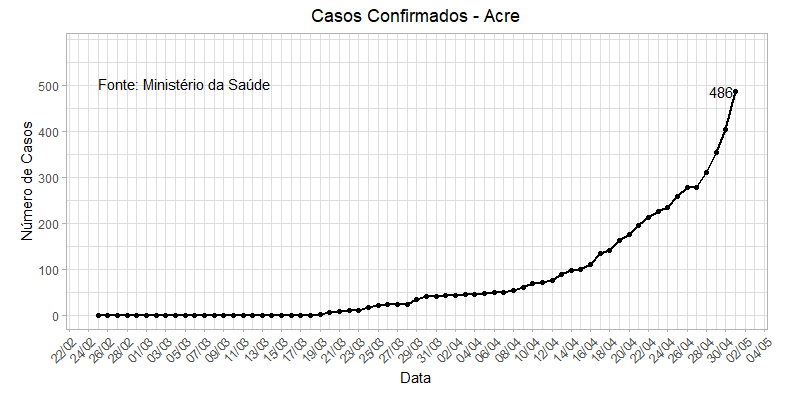 Casos Confirmados - Acre
Fonte: Ministério da Saúde
486
Número de Casos
500
400
300
200
100
0
22/02 24/02 26/02 28/02 01/03 03/03 05/03 07/03 09/03 11/03 13/03 15/03 17/03 19/03 21/03 23/03 25/03 27/03 29/03 31/03 02/04 04/04 06/04 08/04 10/04 12/04 14/04 16/04 18/04 20/04 22/04 24/04 26/04 28/04 30/04 02/05 04/05
Data